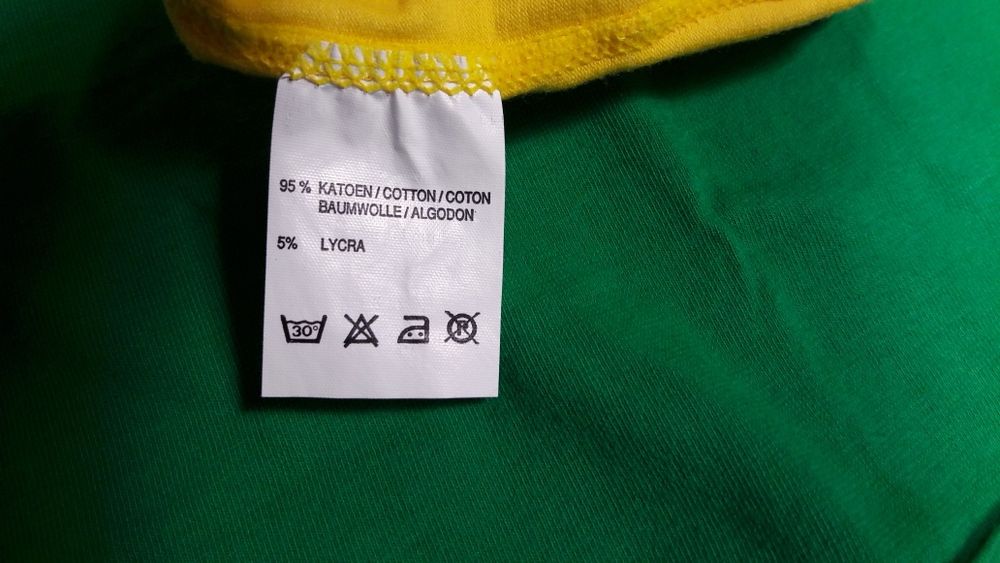 95 % KATOEN / COTTON / COTON
BAUMWOLLE / ALGODON
5% LYCRA
30° R